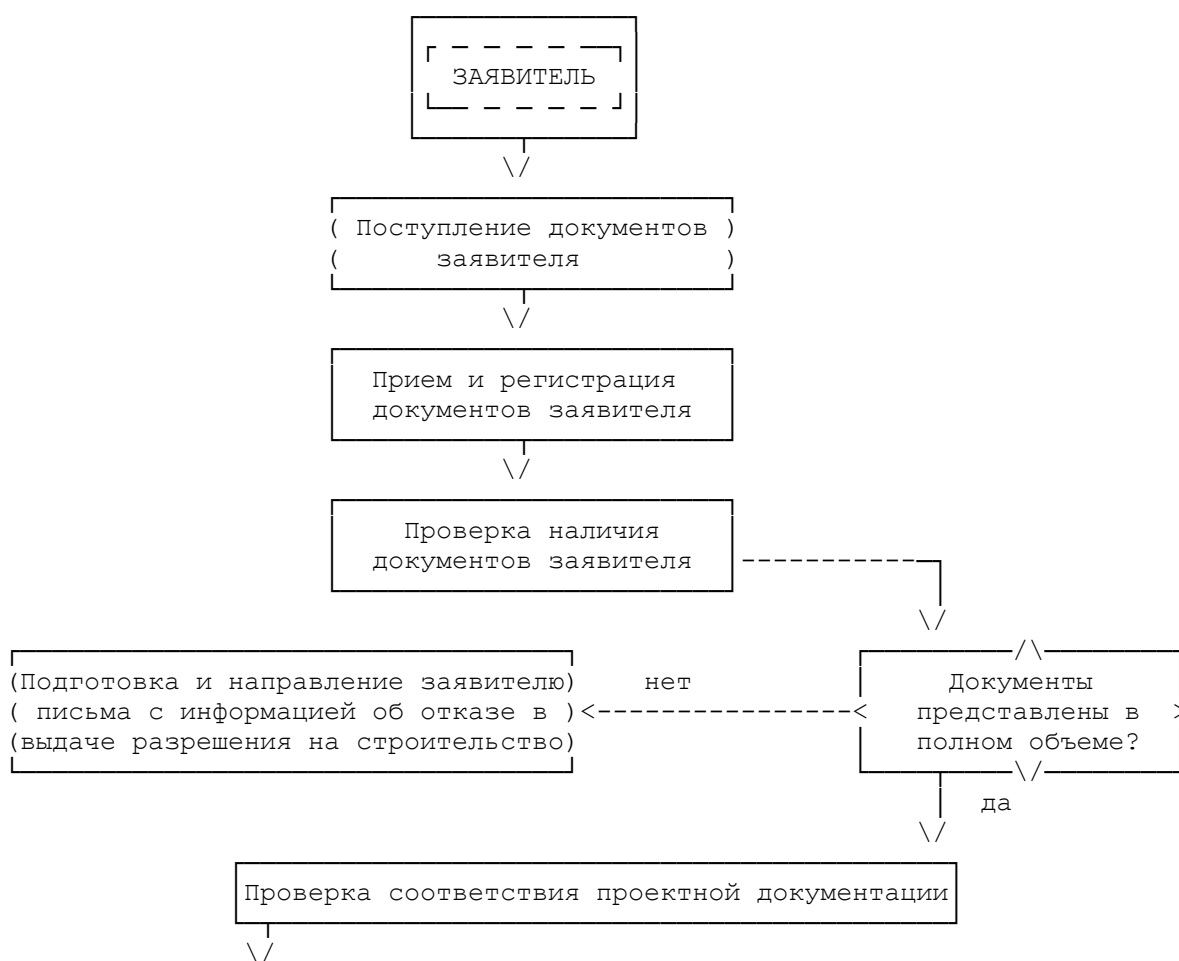 ЗАЯВИТЕЛЬ
( Поступление документов )
( заявителя )
Прием и регистрация
документов заявителя
Проверка наличия
документов заявителя
(Подготовка и направление заявителю)
( письма с информацией об отказе в )
(выдаче разрешения на строительство)
нет
Документы
представлены в
полном объеме?
да
Проверка соответствия проектной документации